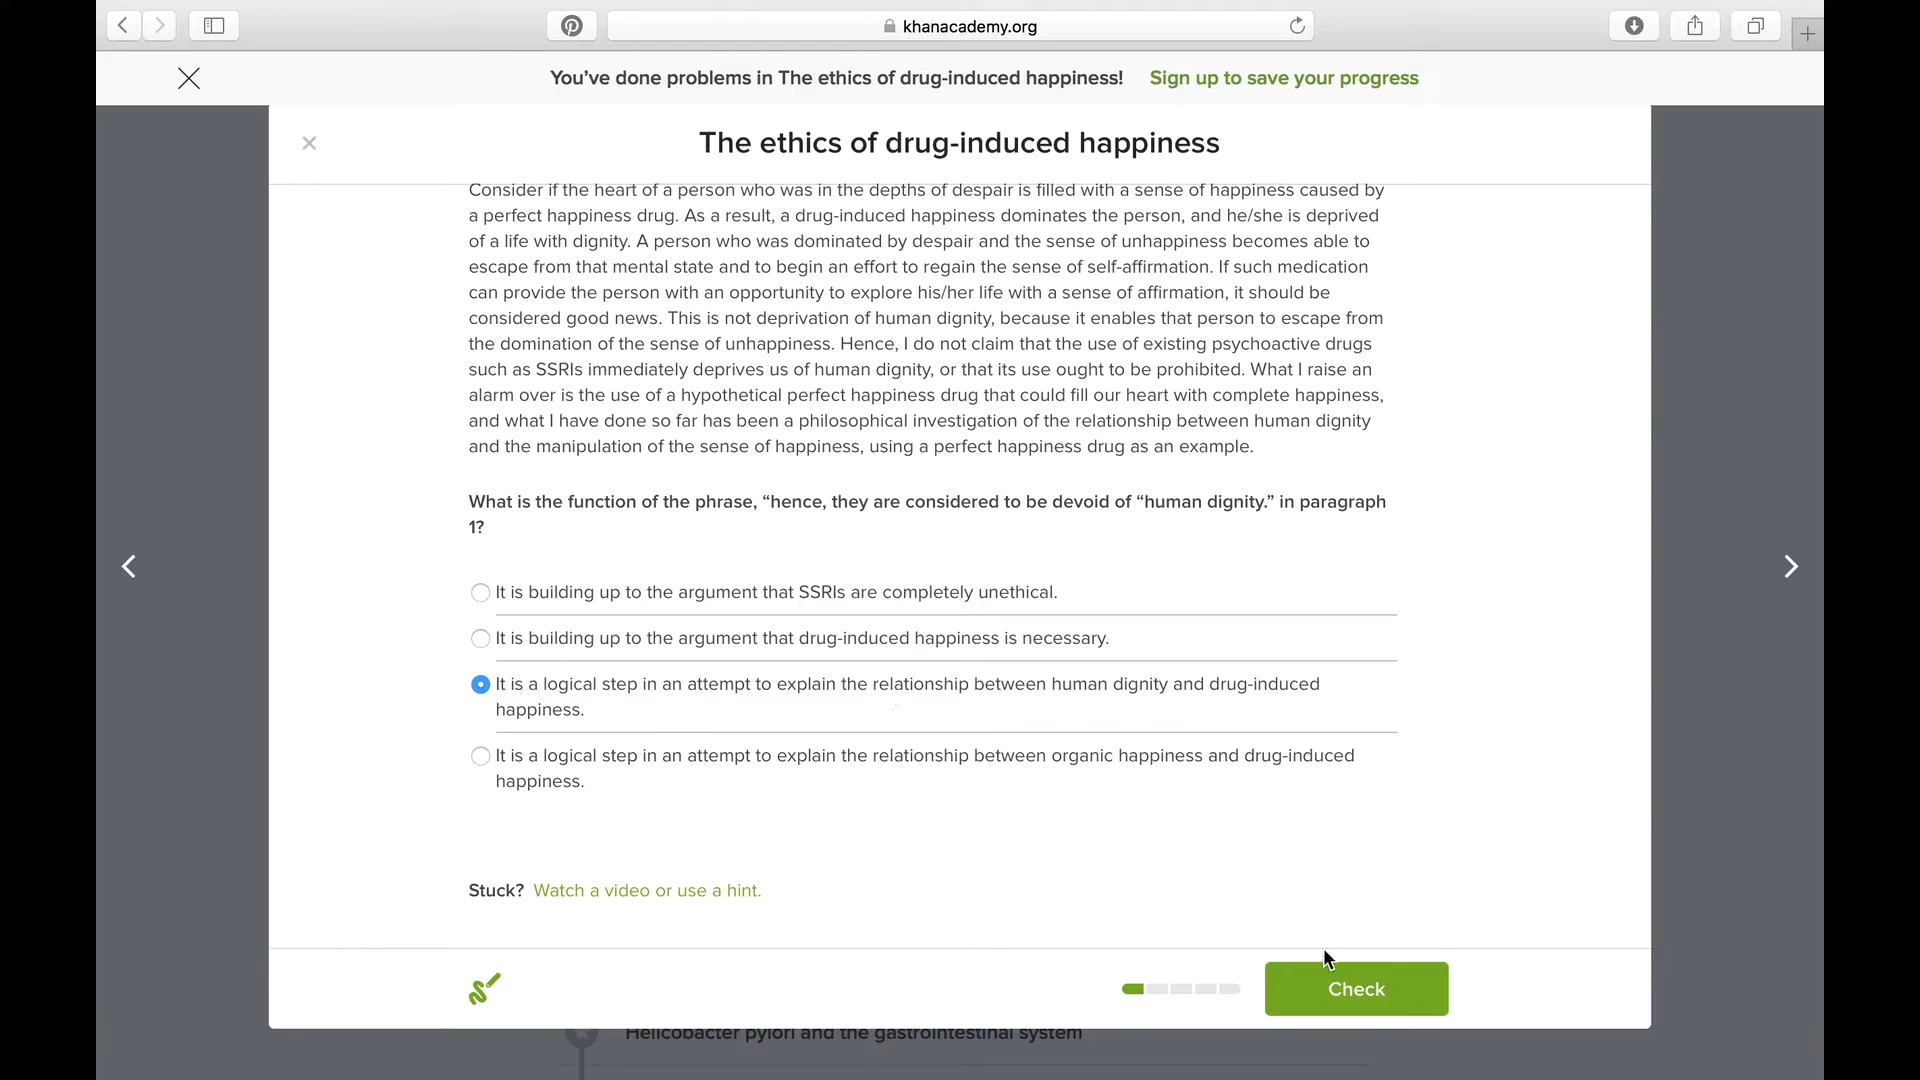 khanacademy.org
You've done problems in The ethics of drug-induced happiness! Sign up to save your progress
The ethics of drug-induced happiness
Consider if the heart of a person who was in the depths of despair is filled with a sense of happiness caused by
a perfect happiness drug. As a result, a drug-induced happiness dominates the person, and he/she is deprived
of a life with dignity. A person who was dominated by despair and the sense of unhappiness becomes able to
escape from that mental state and to begin an effort to regain the sense of self-affirmation. If such medication
can provide the person with an opportunity to explore his/her life with a sense of affirmation, it should be
considered good news. This is not deprivation of human dignity, because it enables that person to escape from
the domination of the sense of unhappiness. Hence, I do not claim that the use of existing psychoactive drugs
such as SSRIs immediately deprives us of human dignity, or that its use ought to be prohibited. What I raise an
alarm over is the use of a hypothetical perfect happiness drug that could fill our heart with complete happiness,
and what I have done so far has been a philosophical investigation of the relationship between human dignity
and the manipulation of the sense of happiness, using a perfect happiness drug as an example.
What is the function of the phrase, “hence, they are considered to be devoid of “human dignity.” in paragraph
1?
It is building up to the argument that SSRIs are completely unethical.
It is building up to the argument that drug-induced happiness is necessary.
It is a logical step in an attempt to explain the relationship between human dignity and drug-induced
happiness.
It is a logical step in an attempt to explain the relationship between organic happiness and drug-induced
happiness.
Stuck? Watch a video or use a hint.
Check
Helicobacter pylori and the gastrointestinal system